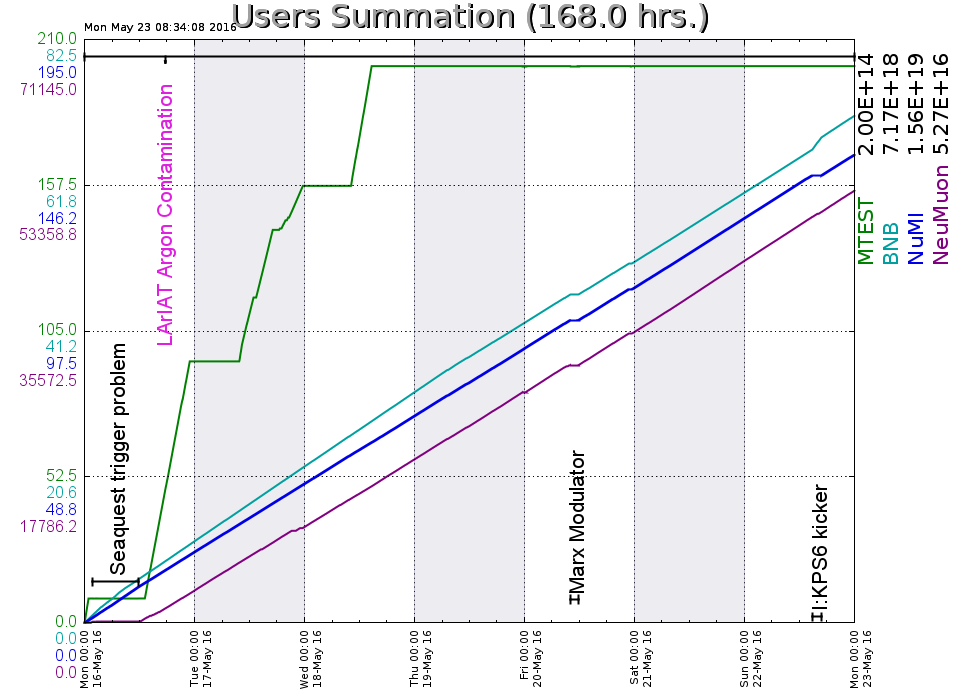 Users Summation (168.0 hrs.)
Mon May 23 08:34:08 2016
210.0
82.5
195.0
71145.0
157.5
61.8
146.2
53358.8
105.0
41.2
97.5
35572.5
52.5
20.6
48.8
17786.2
0.0
0.0
0.0
0.0
Seaquest trigger problem
LArIAT Argon Contamination
Marx Modulator
I:KPS6 kicker
MTEST 2.00E+14
BNB 7.17E+18
NuMI 1.56E+19
NeuMuon 5.27E+16
Mon 00:00
16-May 16
Tue 00:00
17-May 16
Wed 00:00
18-May 16
Thu 00:00
19-May 16
Fri 00:00
20-May 16
Sat 00:00
21-May 16
Sun 00:00
22-May 16
Mon 00:00
23-May 16